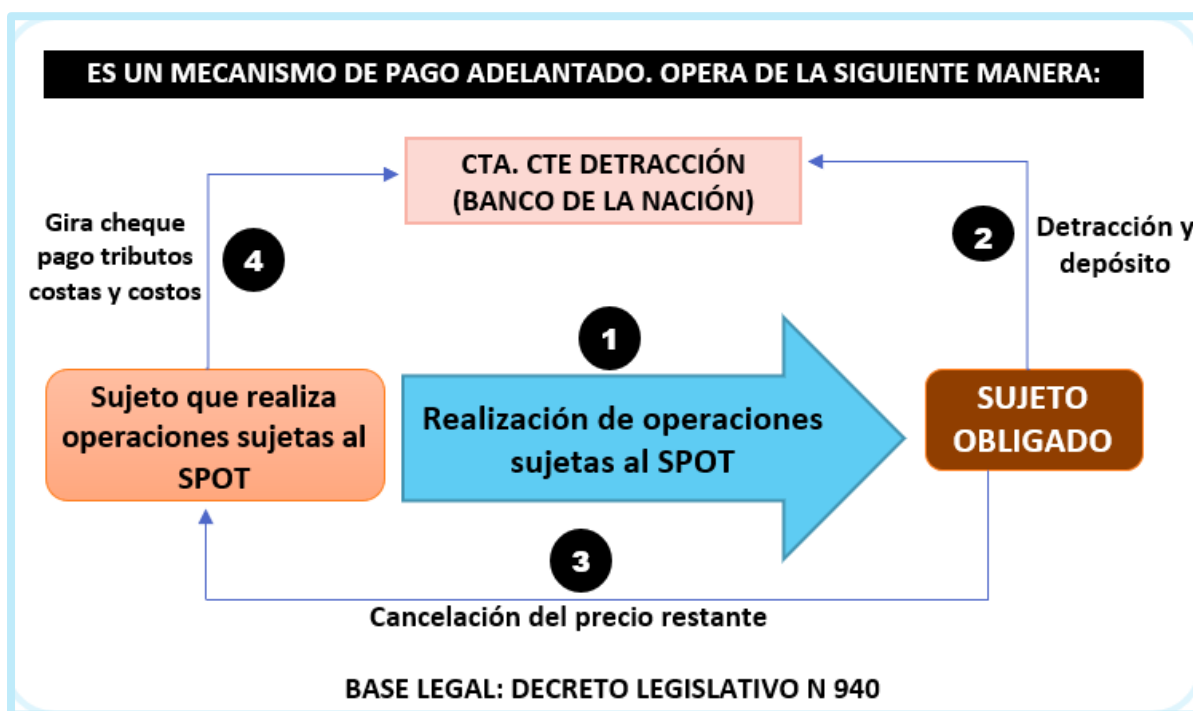 ES UN MECANISMO DE PAGO ADELANTADO. OPERA DE LA SIGUIENTE MANERA:
CTA. CTE DETRACCIÓN
(BANCO DE LA NACIÓN)
Gira cheque
pago tributos
costas y costos
4
2
Detracción y
depósito
1
Sujeto que realiza
operaciones sujetas al
SPOT
Realización de operaciones
sujetas al SPOT
SUJETO
OBLIGADO
3
Cancelación del precio restante
BASE LEGAL: DECRETO LEGISLATIVO N 940